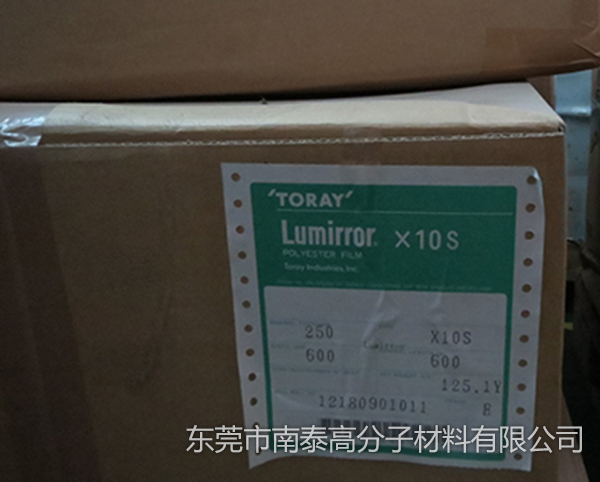 'TORAY'
Lumirror® X10S
POLYESTER FILM
Toray Industries, Inc.
250 X10S
Lumirror
600 600
125.1Y
12180901011 R
东莞市南泰高分子材料有限公司